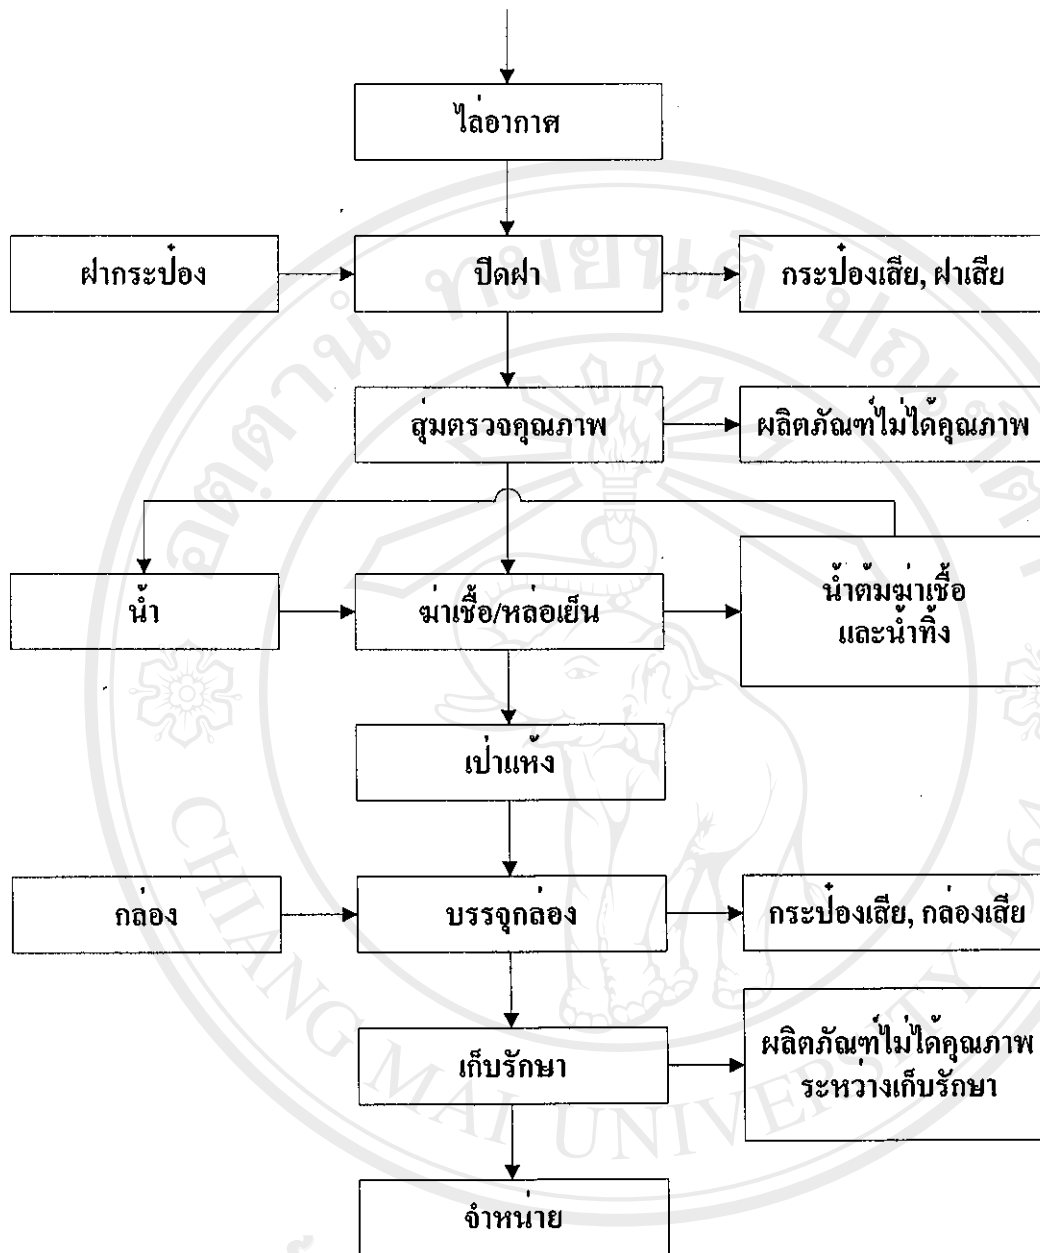 ไล่อากาศ
ฝากระป๋อง
ปิดฝา
กระป๋องเสีย, ฝาเสีย
สุ่มตรวจคุณภาพ
ผลิตภัณฑ์ไม่ได้คุณภาพ
น้ำ
ฆ่าเชื้อ/หล่อเย็น
น้ำต้มฆ่าเชื้อ
และน้ำทิ้ง
เป่าแห้ง
กล่อง
บรรจุกล่อง
กระป๋องเสีย, กล่องเสีย
เก็บรักษา
ผลิตภัณฑ์ไม่ได้คุณภาพ
ระหว่างเก็บรักษา
จำหน่าย
CHIANG MAI UNIVERSITY 1964